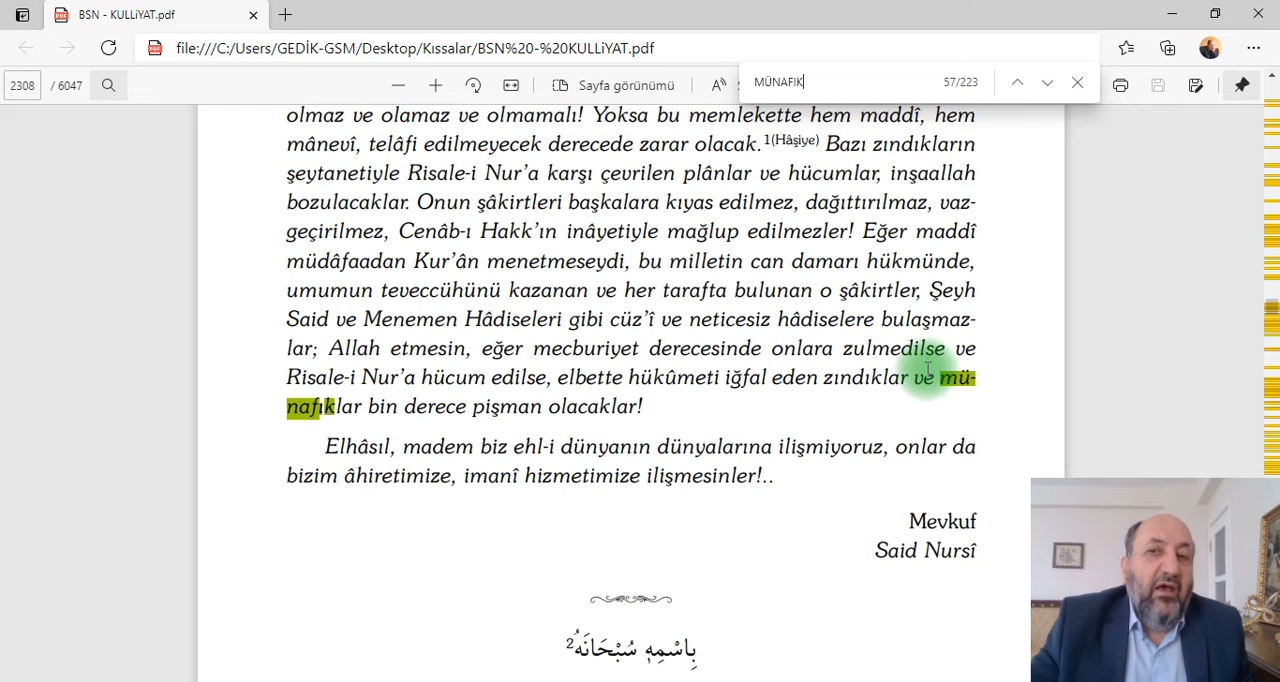 BSN - KULLiYAT.pdf
file:///C:/Users/GEDİK-GSM/Desktop/Kıssalar/BSN%20-%20KULLiYAT.pdf
2308 / 6047
Sayfa görünümü
MÜNAFIK
57/223
olmaz ve olamaz ve olmamalı! Yoksa bu memlekette hem maddî, hem
mânevî, telâfi edilmeyecek derecede zarar olacak.1(Hâşiye) Bazı zındıkların
şeytanetiyle Risale-i Nur'a karşı çevrilen plânlar ve hücumlar, inşaallah
bozulacaklar. Onun şâkirtleri başkalara kıyas edilmez, dağıttırılmaz, vaz-
geçirilmez, Cenâb-ı Hakk'ın inâyetiyle mağlup edilmezler! Eğer maddî
müdâfaadan Kur'ân menetmeseydi, bu milletin can damarı hükmünde,
umumun teveccühünü kazanan ve her tarafta bulunan o şâkirtler, Şeyh
Said ve Menemen Hâdiseleri gibi cüz'î ve neticesiz hâdiselere bulaşmaz-
lar; Allah etmesin, eğer mecburiyet derecesinde onlara zulmedilse ve
Risale-i Nur'a hücum edilse, elbette hükûmeti iğfal eden zındıklar ve mü-
nafıklar bin derece pişman olacaklar!
Elhâsıl, madem biz ehl-i dünyanın dünyalarına ilişmiyoruz, onlar da
bizim âhiretimize, imanî hizmetimize ilişmesinler!..
Mevkuf
Said Nursî
بِاسْمِهٖ سُبْحَانَهُ2